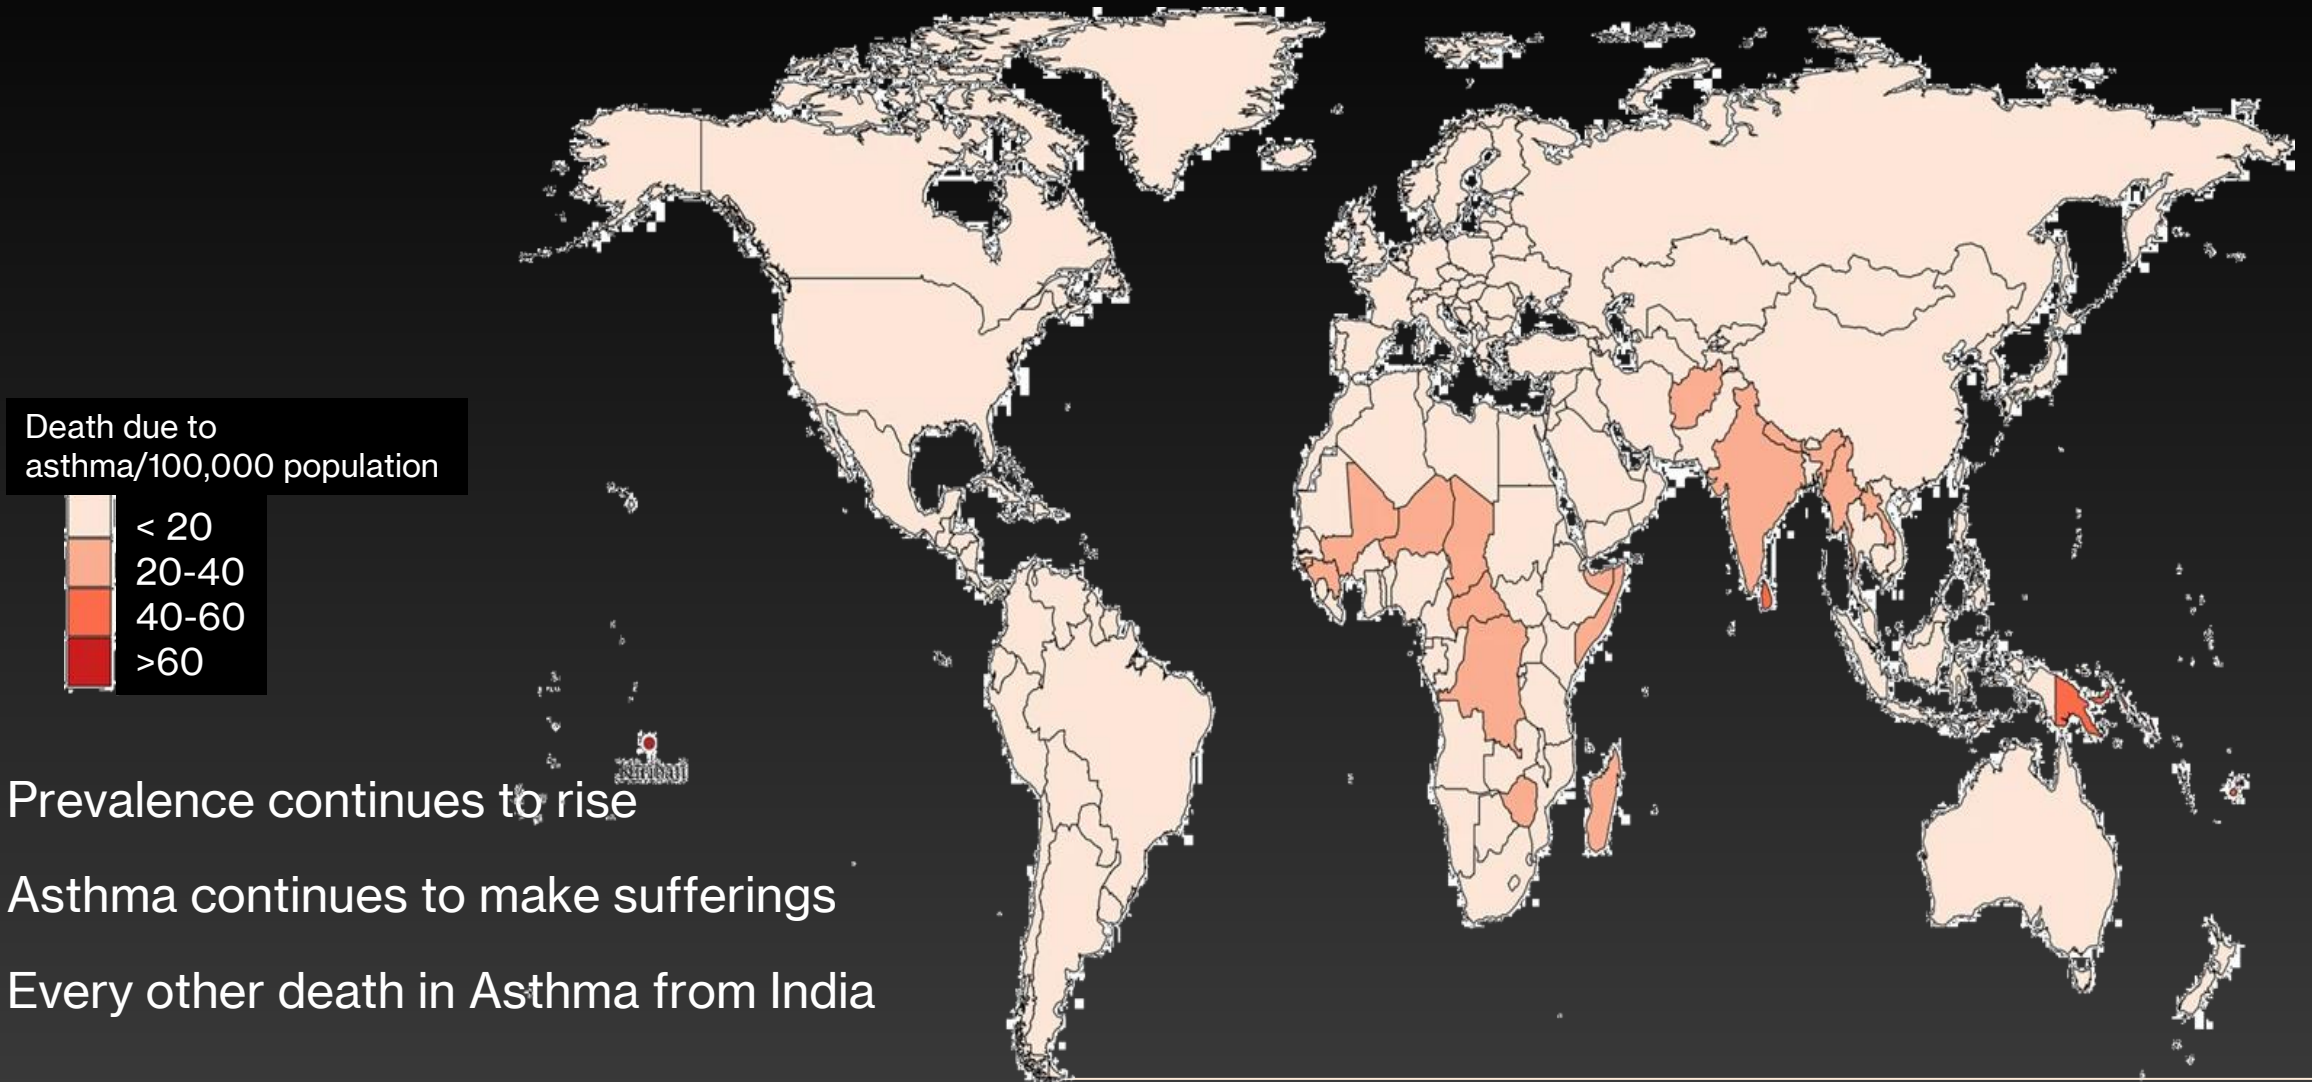 Death due to
asthma/100,000 population
< 20
20-40
40-60
>60
Kiribati
Prevalence continues to rise
Asthma continues to make sufferings
Every other death in Asthma from India